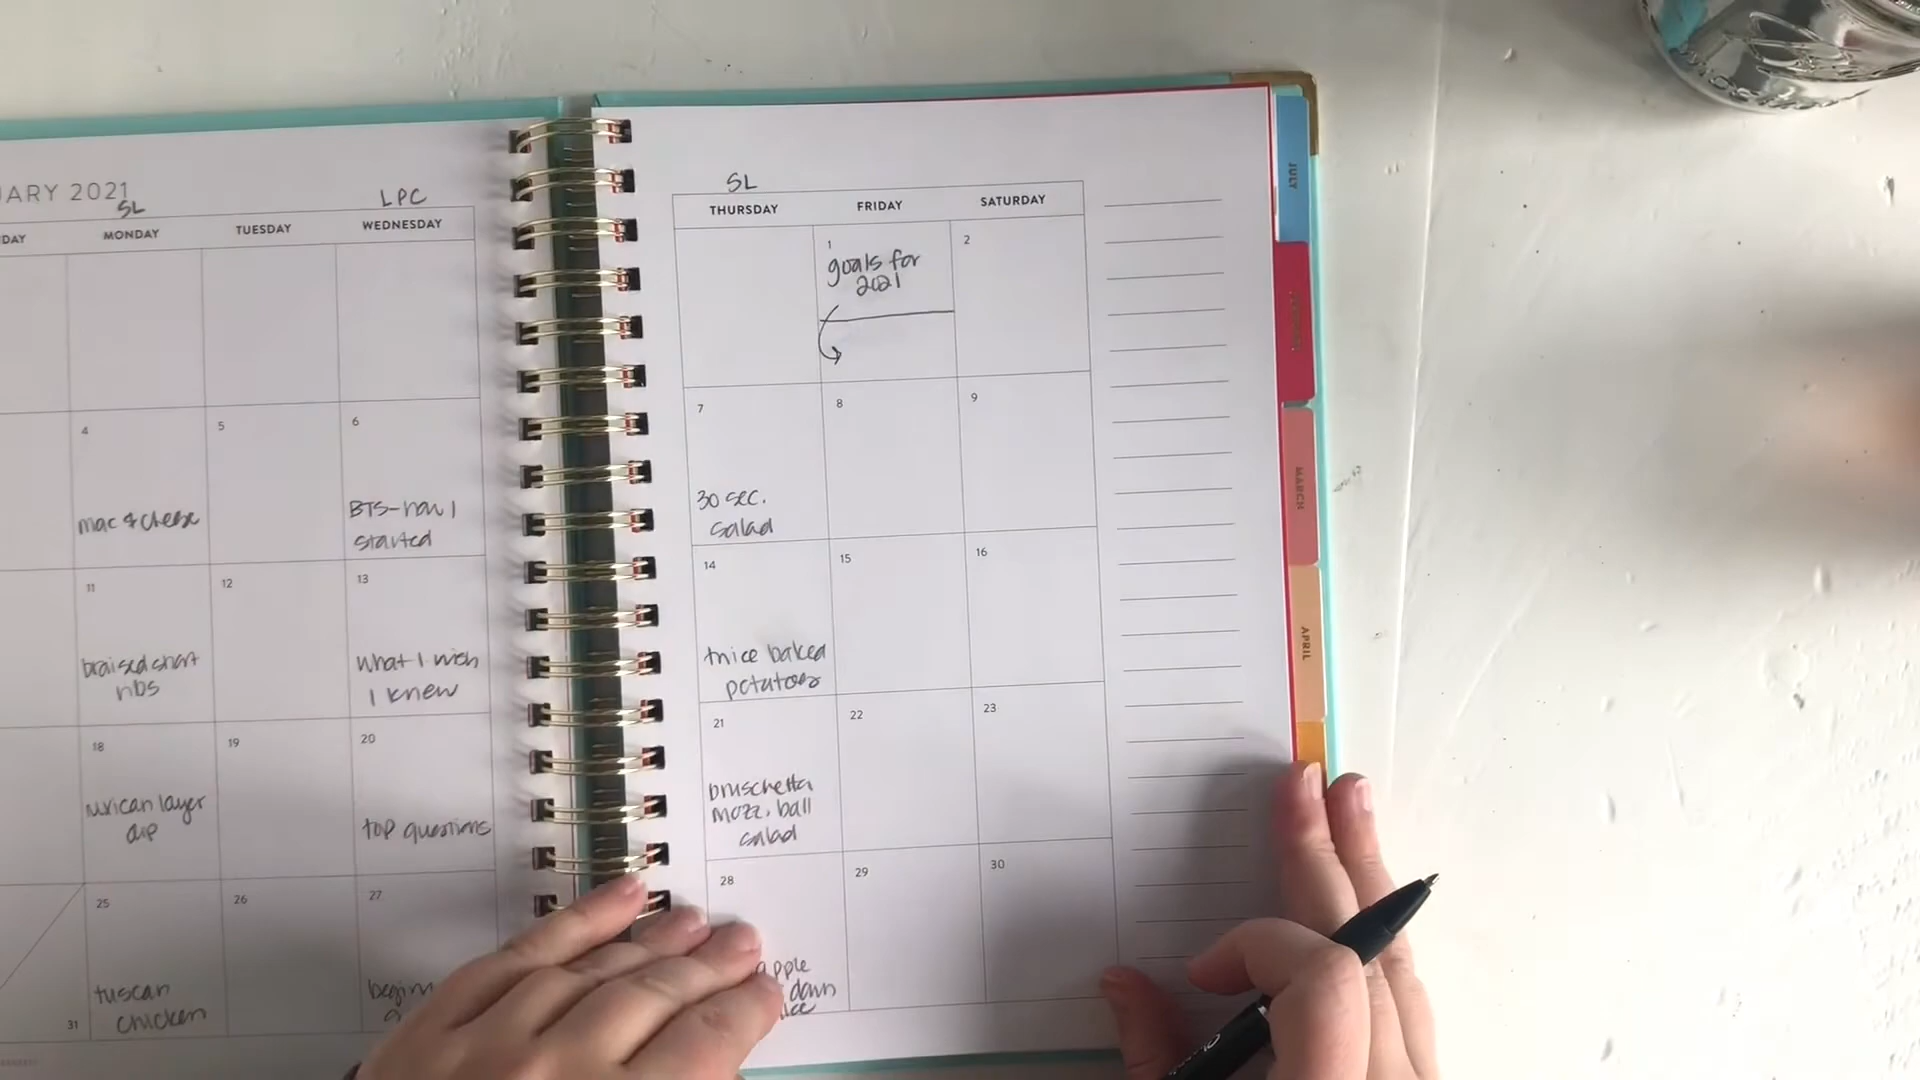 ARY 2021
SL
LPC
DAY
MONDAY
TUESDAY
WEDNESDAY
4
5
6
mac & cheese
BTS-how I
started
11
12
13
braised short
ribs
What I wish
I knew
18
19
20
layer
dip
top questions
25
26
27
31
tuscan
chicken
SL
THURSDAY
FRIDAY
SATURDAY
1
2
goals for
2021
7
8
9
30 sec.
salad
14
15
16
twice baked
potatoes
21
22
23
bruschetta
mozz. ball
salad
28
29
30
apple
down
JULY
MARCH
APRIL